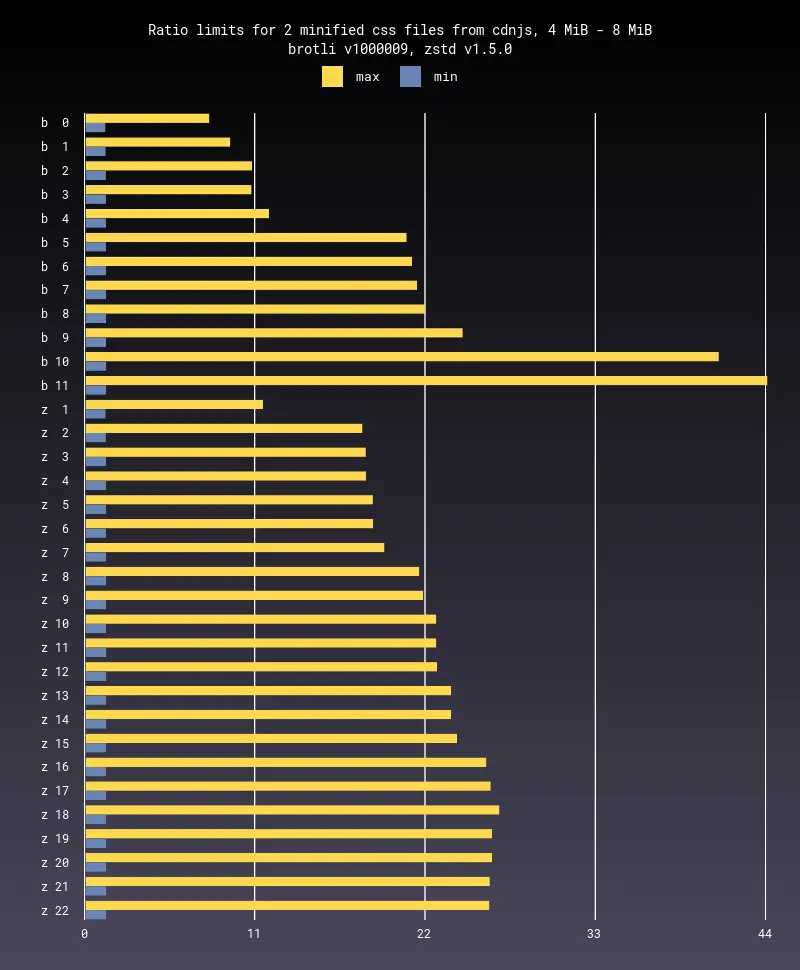 Ratio limits for 2 minified css files from cdnjs, 4 MiB - 8 MiB
brotli v1000009, zstd v1.5.0
max min
b 0
b 1
b 2
b 3
b 4
b 5
b 6
b 7
b 8
b 9
b 10
b 11
z 1
z 2
z 3
z 4
z 5
z 6
z 7
z 8
z 9
z 10
z 11
z 12
z 13
z 14
z 15
z 16
z 17
z 18
z 19
z 20
z 21
z 22
0 11 22 33 44